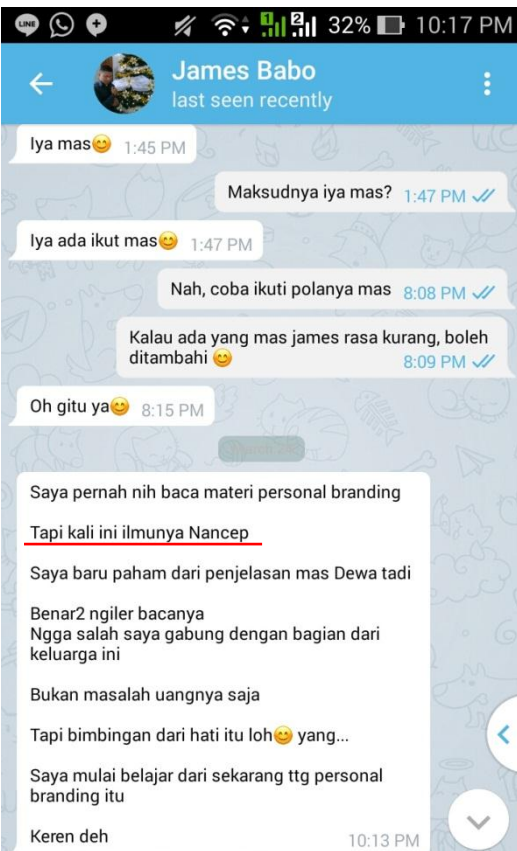 LINE
1
2
32%
10:17 PM
James Babo
last seen recently
Iya mas😊 1:45 PM
Maksudnya iya mas? 1:47 PM
Iya ada ikut mas😊 1:47 PM
Nah, coba ikuti polanya mas 8:08 PM
Kalau ada yang mas james rasa kurang, boleh
ditambahi 😊 8:09 PM
Oh gitu ya😊 8:15 PM
Saya pernah nih baca materi personal branding
Tapi kali ini ilmunya Nancep
Saya baru paham dari penjelasan mas Dewa tadi
Benar2 ngiler bacanya
Ngga salah saya gabung dengan bagian dari
keluarga ini
Bukan masalah uangnya saja
Tapi bimbingan dari hati itu loh😊 yang...
Saya mulai belajar dari sekarang ttg personal
branding itu
Keren deh 10:13 PM